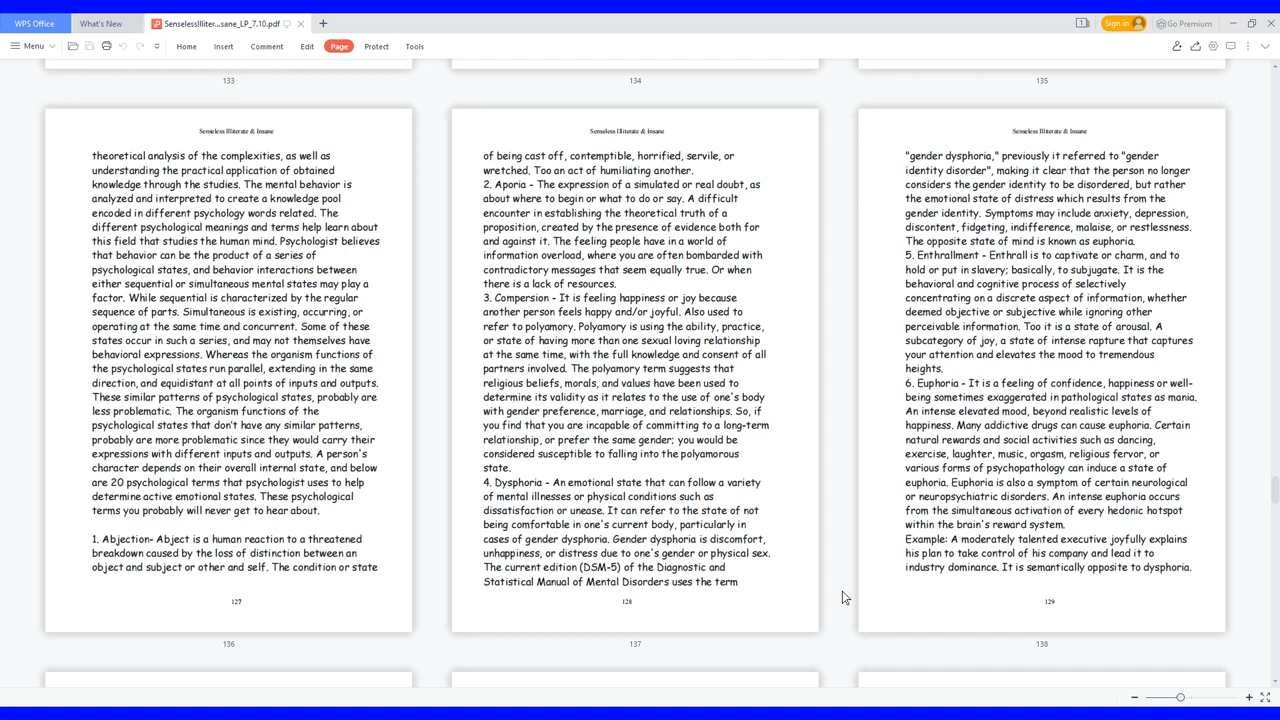 WPS Office
What's New
SenselessIlliter...sane_LP_7.10.pdf
1
Sign in
Go Premium
Menu
Home
Insert
Comment
Edit
Page
Protect
Tools
133
134
135
Senseless Illiterate & Insane
theoretical analysis of the complexities, as well as
understanding the practical application of obtained
knowledge through the studies. The mental behavior is
analyzed and interpreted to create a knowledge pool
encoded in different psychology words related. The
different psychological meanings and terms help learn about
this field that studies the human mind. Psychologist believes
that behavior can be the product of a series of
psychological states, and behavior interactions between
either sequential or simultaneous mental states may play a
factor. While sequential is characterized by the regular
sequence of parts. Simultaneous is existing, occurring, or
operating at the same time and concurrent. Some of these
states occur in such a series, and may not themselves have
behavioral expressions. Whereas the organism functions of
the psychological states run parallel, extending in the same
direction, and equidistant at all points of inputs and outputs.
These similar patterns of psychological states, probably are
less problematic. The organism functions of the
psychological states that don't have any similar patterns,
probably are more problematic since they would carry their
expressions with different inputs and outputs. A person's
character depends on their overall internal state, and below
are 20 psychological terms that psychologist uses to help
determine active emotional states. These psychological
terms you probably will never get to hear about.
1. Abjection- Abject is a human reaction to a threatened
breakdown caused by the loss of distinction between an
object and subject or other and self. The condition or state
127
136
Senseless Illiterate & Insane
of being cast off, contemptible, horrified, servile, or
wretched. Too an act of humiliating another.
2. Aporia - The expression of a simulated or real doubt, as
about where to begin or what to do or say. A difficult
encounter in establishing the theoretical truth of a
proposition, created by the presence of evidence both for
and against it. The feeling people have in a world of
information overload, where you are often bombarded with
contradictory messages that seem equally true. Or when
there is a lack of resources.
3. Compersion - It is feeling happiness or joy because
another person feels happy and/or joyful. Also used to
refer to polyamory. Polyamory is using the ability, practice,
or state of having more than one sexual loving relationship
at the same time, with the full knowledge and consent of all
partners involved. The polyamory term suggests that
religious beliefs, morals, and values have been used to
determine its validity as it relates to the use of one's body
with gender preference, marriage, and relationships. So, if
you find that you are incapable of committing to a long-term
relationship, or prefer the same gender; you would be
considered susceptible to falling into the polyamorous
state.
4. Dysphoria - An emotional state that can follow a variety
of mental illnesses or physical conditions such as
dissatisfaction or unease. It can refer to the state of not
being comfortable in one's current body, particularly in
cases of gender dysphoria. Gender dysphoria is discomfort,
unhappiness, or distress due to one's gender or physical sex.
The current edition (DSM-5) of the Diagnostic and
Statistical Manual of Mental Disorders uses the term
128
137
Senseless Illiterate & Insane
"gender dysphoria," previously it referred to "gender
identity disorder", making it clear that the person no longer
considers the gender identity to be disordered, but rather
the emotional state of distress which results from the
gender identity. Symptoms may include anxiety, depression,
discontent, fidgeting, indifference, malaise, or restlessness.
The opposite state of mind is known as euphoria.
5. Enthrallment - Enthrall is to captivate or charm, and to
hold or put in slavery; basically, to subjugate. It is the
behavioral and cognitive process of selectively
concentrating on a discrete aspect of information, whether
deemed objective or subjective while ignoring other
perceivable information. Too it is a state of arousal. A
subcategory of joy, a state of intense rapture that captures
your attention and elevates the mood to tremendous
heights.
6. Euphoria - It is a feeling of confidence, happiness or well-
being sometimes exaggerated in pathological states as mania.
An intense elevated mood, beyond realistic levels of
happiness. Many addictive drugs can cause euphoria. Certain
natural rewards and social activities such as dancing,
exercise, laughter, music, orgasm, religious fervor, or
various forms of psychopathology can induce a state of
euphoria. Euphoria is also a symptom of certain neurological
or neuropsychiatric disorders. An intense euphoria occurs
from the simultaneous activation of every hedonic hotspot
within the brain's reward system.
Example: A moderately talented executive joyfully explains
his plan to take control of his company and lead it to
industry dominance. It is semantically opposite to dysphoria.
129
138